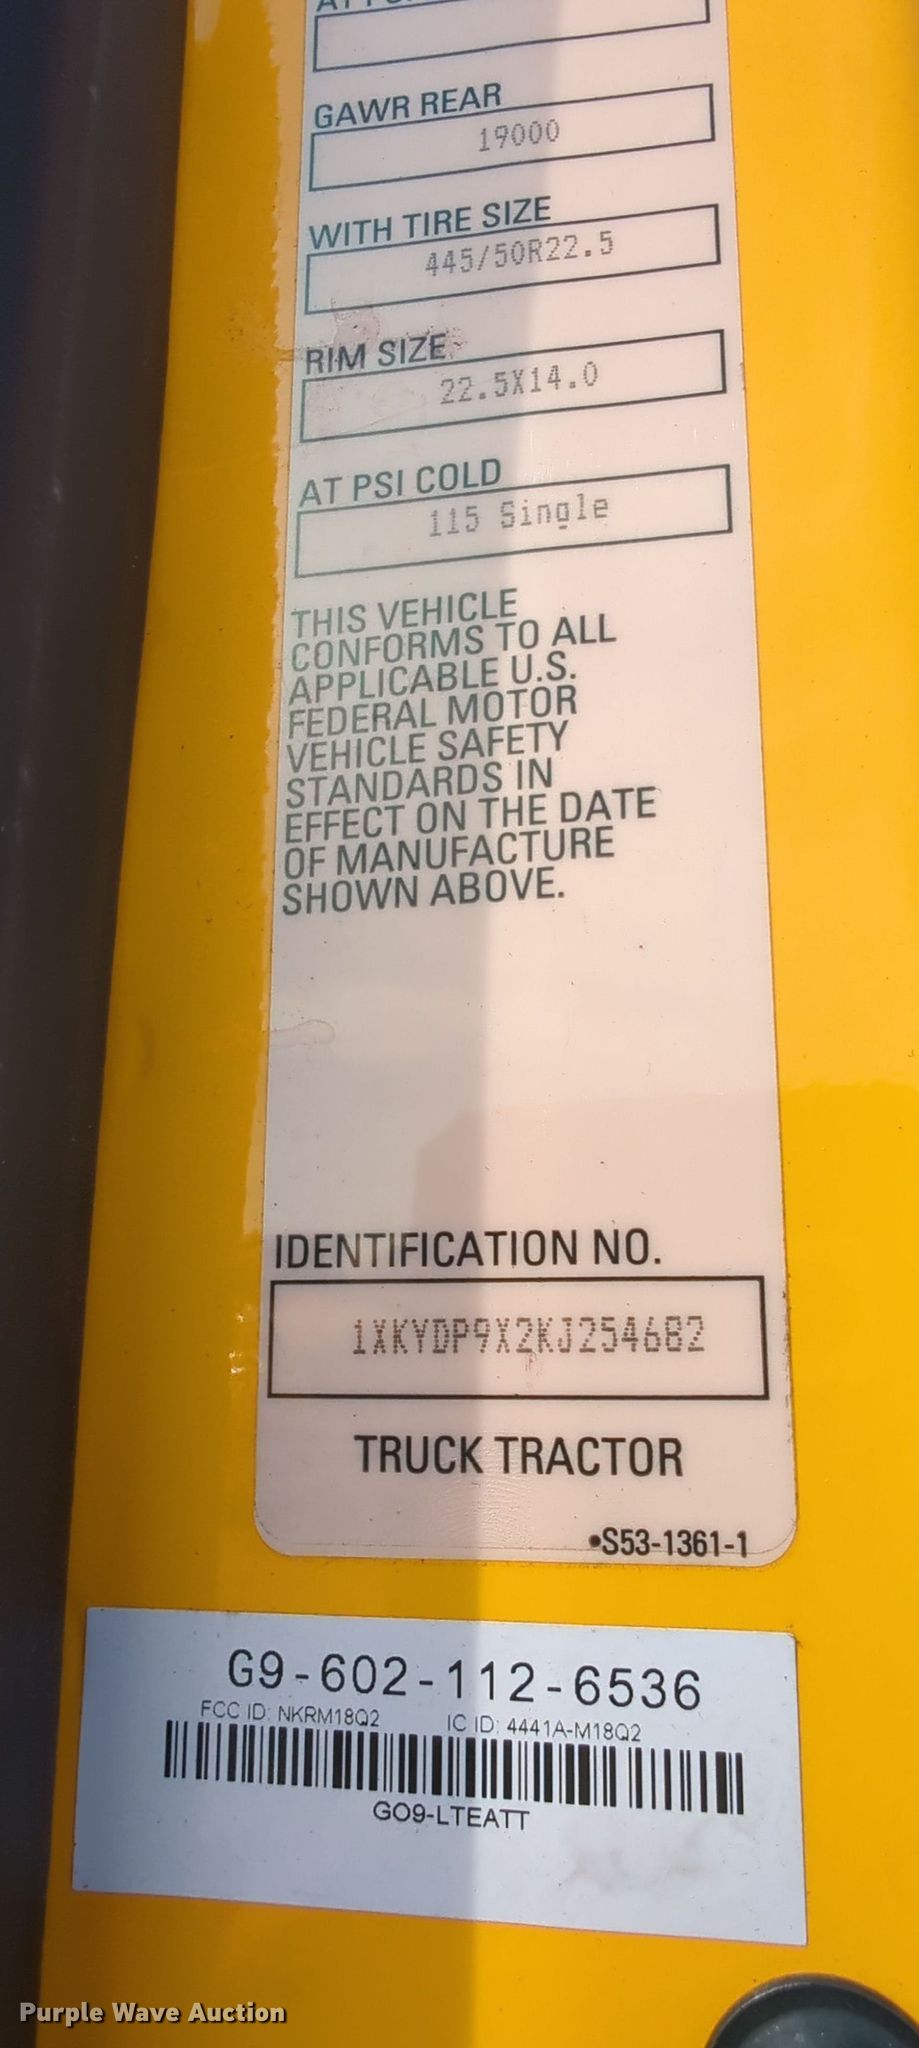 GAWR REAR
19000
WITH TIRE SIZE
445/50R22.5
RIM SIZE
22.5X14.0
AT PSI COLD
115 Single
THIS VEHICLE
CONFORMS TO ALL
APPLICABLE U.S.
FEDERAL MOTOR
VEHICLE SAFETY
STANDARDS IN
EFFECT ON THE DATE
OF MANUFACTURE
SHOWN ABOVE.
IDENTIFICATION NO.
1XKYDP9X2KJ254682
TRUCK TRACTOR
•S53-1361-1
G9-602-112-6536
FCC ID: NKRM18Q2 IC ID: 4441A-M18Q2
GO9-LTEATT
Purple Wave Auction